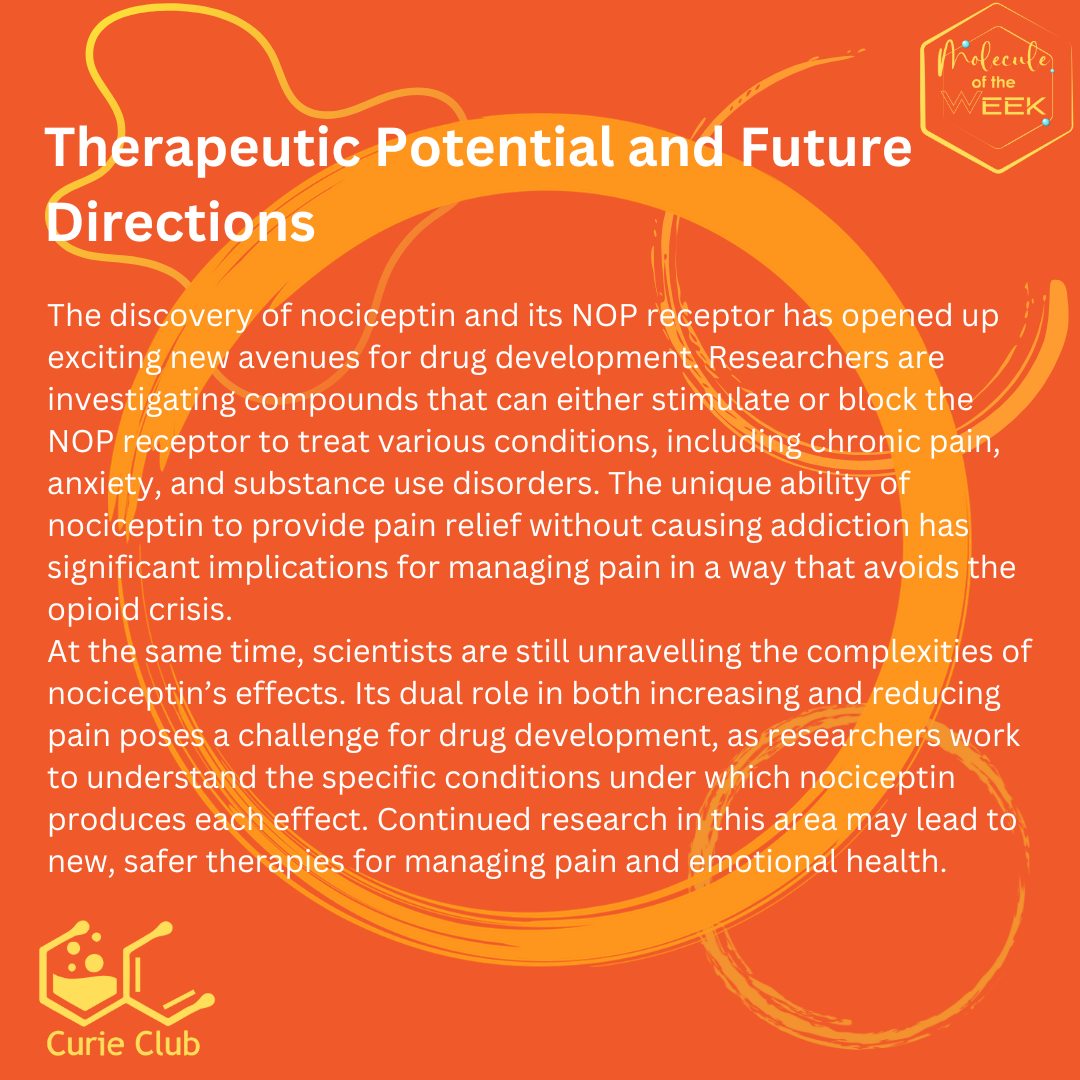 Molecule
of the
WEEK
Therapeutic Potential and Future
Directions
The discovery of nociceptin and its NOP receptor has opened up
exciting new avenues for drug development. Researchers are
investigating compounds that can either stimulate or block the
NOP receptor to treat various conditions, including chronic pain,
anxiety, and substance use disorders. The unique ability of
nociceptin to provide pain relief without causing addiction has
significant implications for managing pain in a way that avoids the
opioid crisis.
At the same time, scientists are still unravelling the complexities of
nociceptin’s effects. Its dual role in both increasing and reducing
pain poses a challenge for drug development, as researchers work
to understand the specific conditions under which nociceptin
produces each effect. Continued research in this area may lead to
new, safer therapies for managing pain and emotional health.
Curie Club